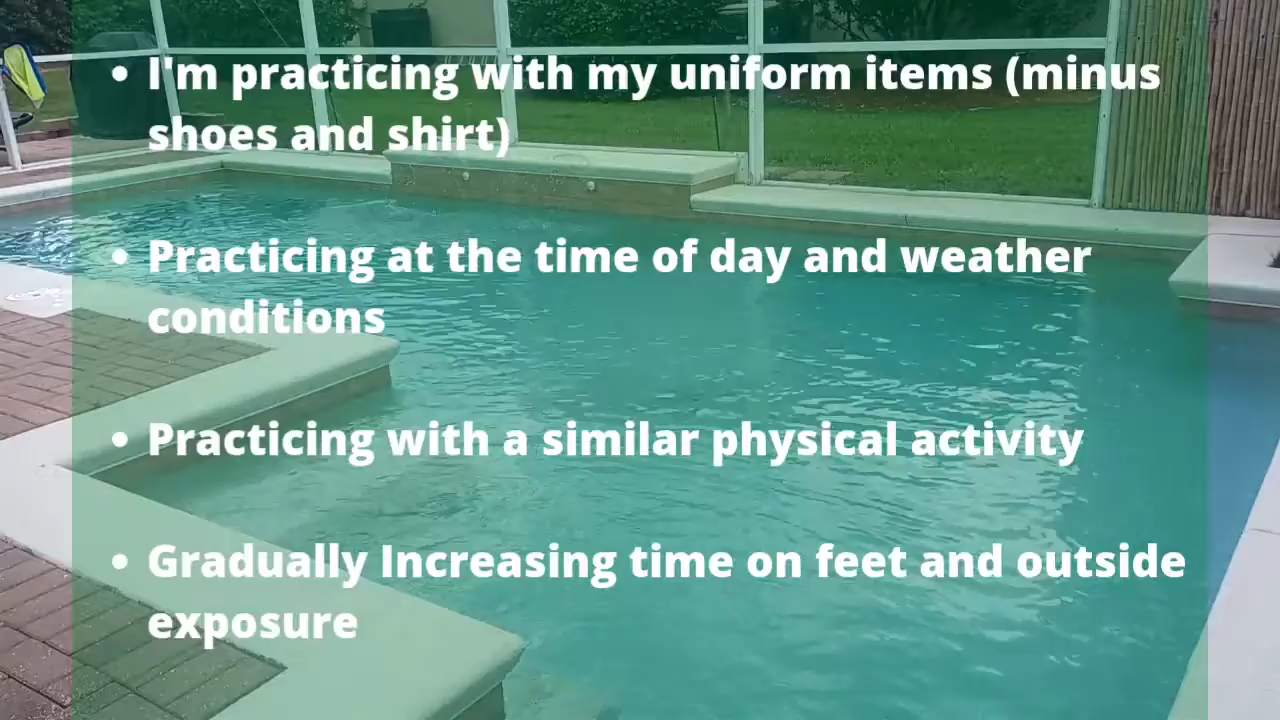 • I'm practicing with my uniform items (minus
shoes and shirt)
• Practicing at the time of day and weather
conditions
• Practicing with a similar physical activity
• Gradually Increasing time on feet and outside
exposure